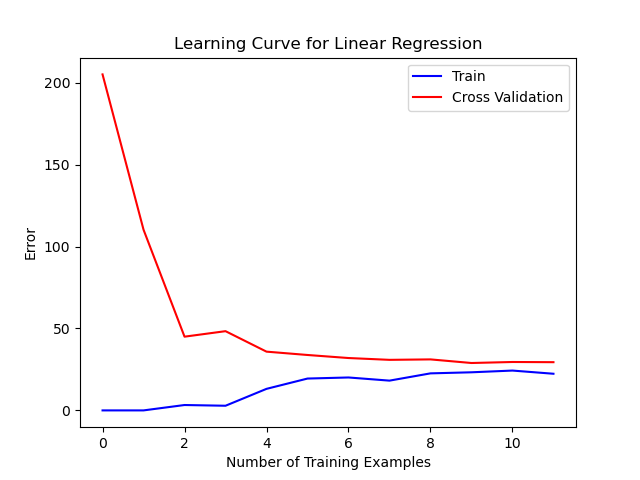 Learning Curve for Linear Regression
Train
Cross Validation
200
150
100
50
0
Error
0 2 4 6 8 10
Number of Training Examples